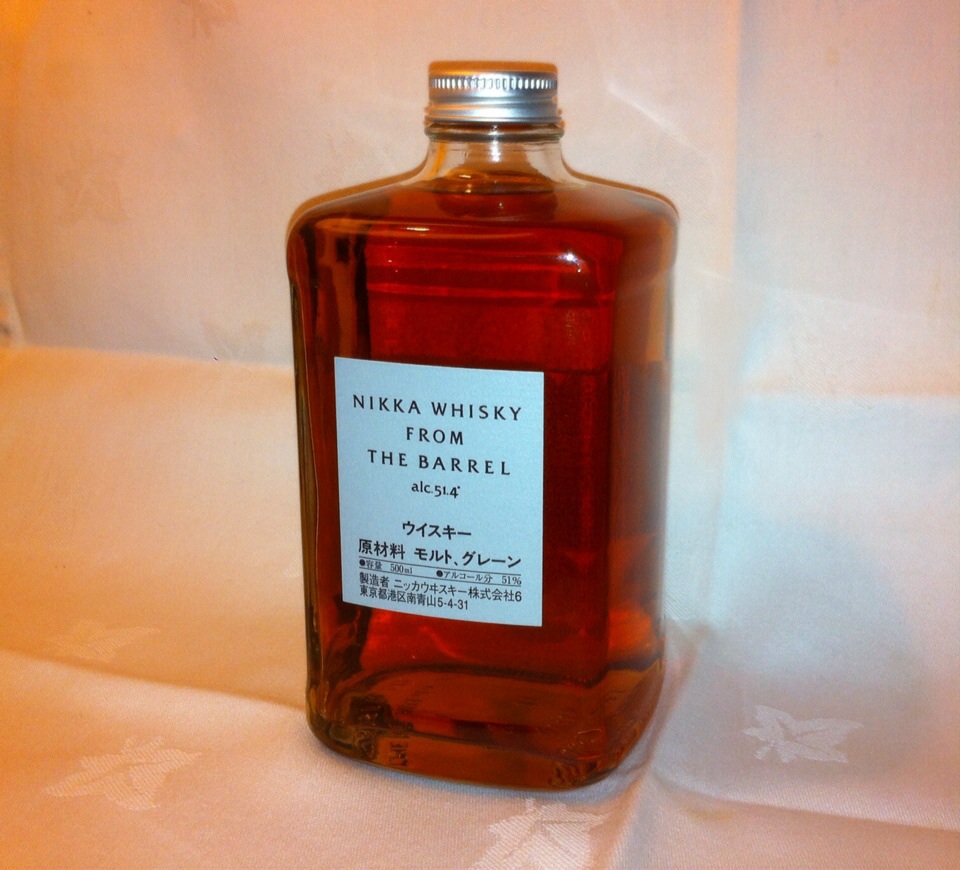 NIKKA WHISKY
FROM
THE BARREL
alc.51.4°
ウイスキー
原材料 モルト、グレーン
●容量 500ml ●アルコール分 51%
製造者 ニッカウヰスキー株式会社6
東京都港区南青山5-4-31